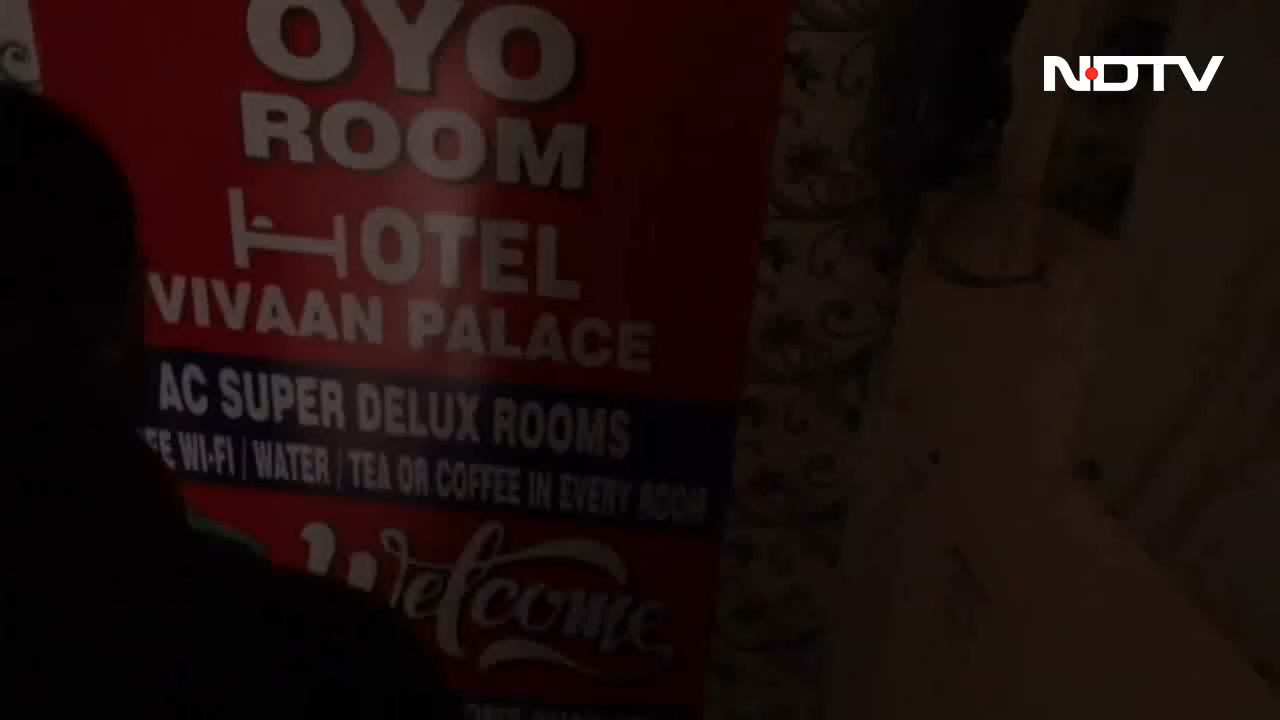 NDTV
OYO
ROOM
HOTEL
VIVAAN PALACE
AC SUPER DELUX ROOMS
WI-FI / WATER / TEA OR COFFEE IN EVERY ROOM
Welcome